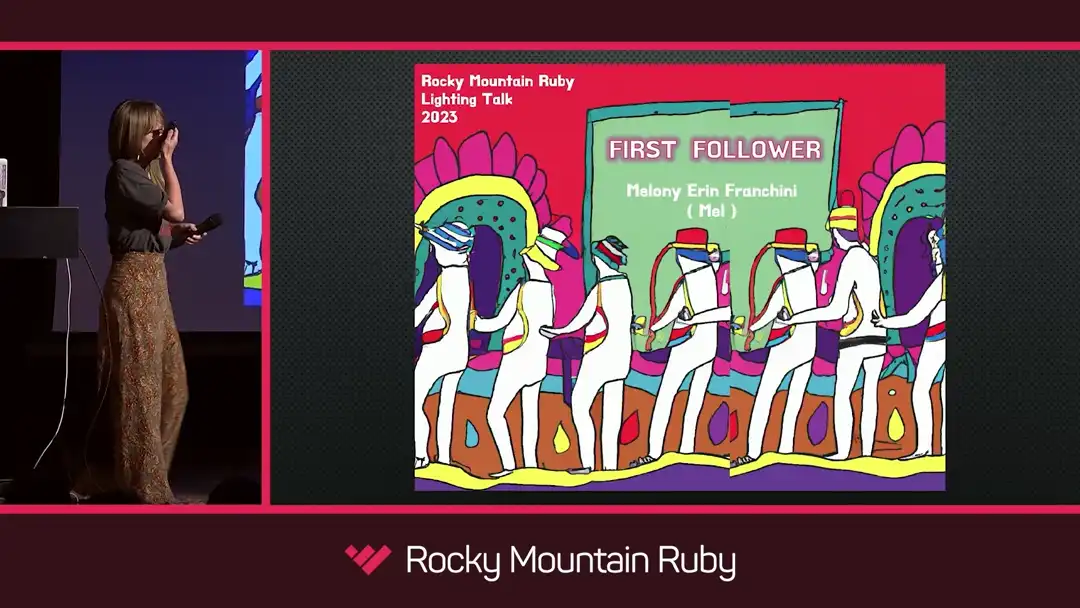 Rocky Mountain Ruby
Lighting Talk
2023
FIRST FOLLOWER
Melony Erin Franchini
( Mel )
Rocky Mountain Ruby